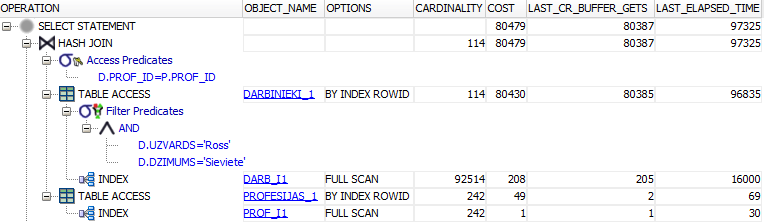 OPERATION OBJECT_NAME OPTIONS CARDINALITY COST LAST_CR_BUFFER_GETS LAST_ELAPSED_TIME
SELECT STATEMENT 80479 80387 97325
HASH JOIN 114 80479 80387 97325
Access Predicates
D.PROF_ID=P.PROF_ID
TABLE ACCESS DARBINIEKI_1 BY INDEX ROWID 114 80430 80385 96835
Filter Predicates
AND
D.UZVARDS='Ross'
D.DZIMUMS='Sieviete'
INDEX DARB_I1 FULL SCAN 92514 208 205 16000
TABLE ACCESS PROFESIJAS_1 BY INDEX ROWID 242 49 2 69
INDEX PROF_I1 FULL SCAN 242 1 1 30